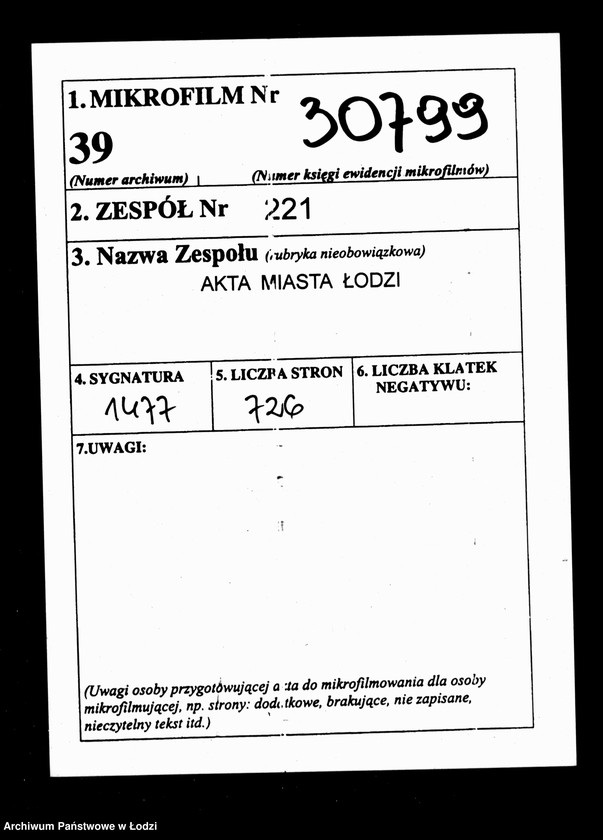 1. MIKROFILM Nr 30799
39
(Numer archiwum) (Numer księgi ewidencji mikrofilmów)
2. ZESPÓŁ Nr 221
3. Nazwa Zespołu (rubryka nieobowiązkowa)
AKTA MIASTA ŁODZI
4. SYGNATURA 5. LICZBA STRON 6. LICZBA KLATEK
NEGATYWU:
1477 726
7.UWAGI:
(Uwagi osoby przygotówującej akta do mikrofilmowania dla osoby
mikrofilmującej, np. strony: dodatkowe, brakujące, nie zapisane,
nieczytelny tekst itd.)
Archiwum Państwowe w Łodzi